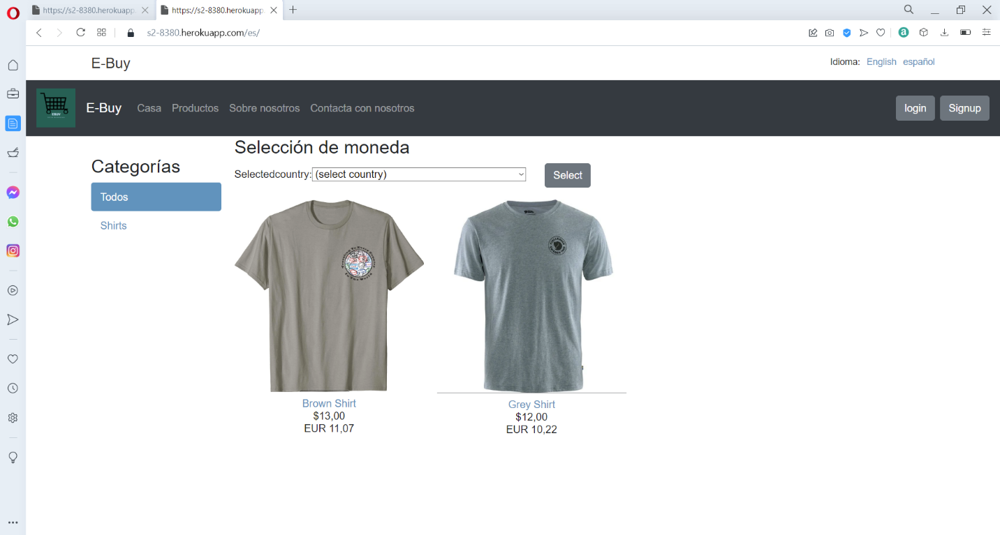 https://s2-8380.herokuapp
https://s2-8380.herokuapp.
s2-8380.herokuapp.com/es/
E-Buy
Idioma: English español
EBUY
E-Buy Casa Productos Sobre nosotros Contacta con nosotros login Signup
Selección de moneda
Categorías
Selectedcountry: (select country) Select
Todos
Shirts
Brown Shirt
$13,00
EUR 11,07
Grey Shirt
$12,00
EUR 10,22